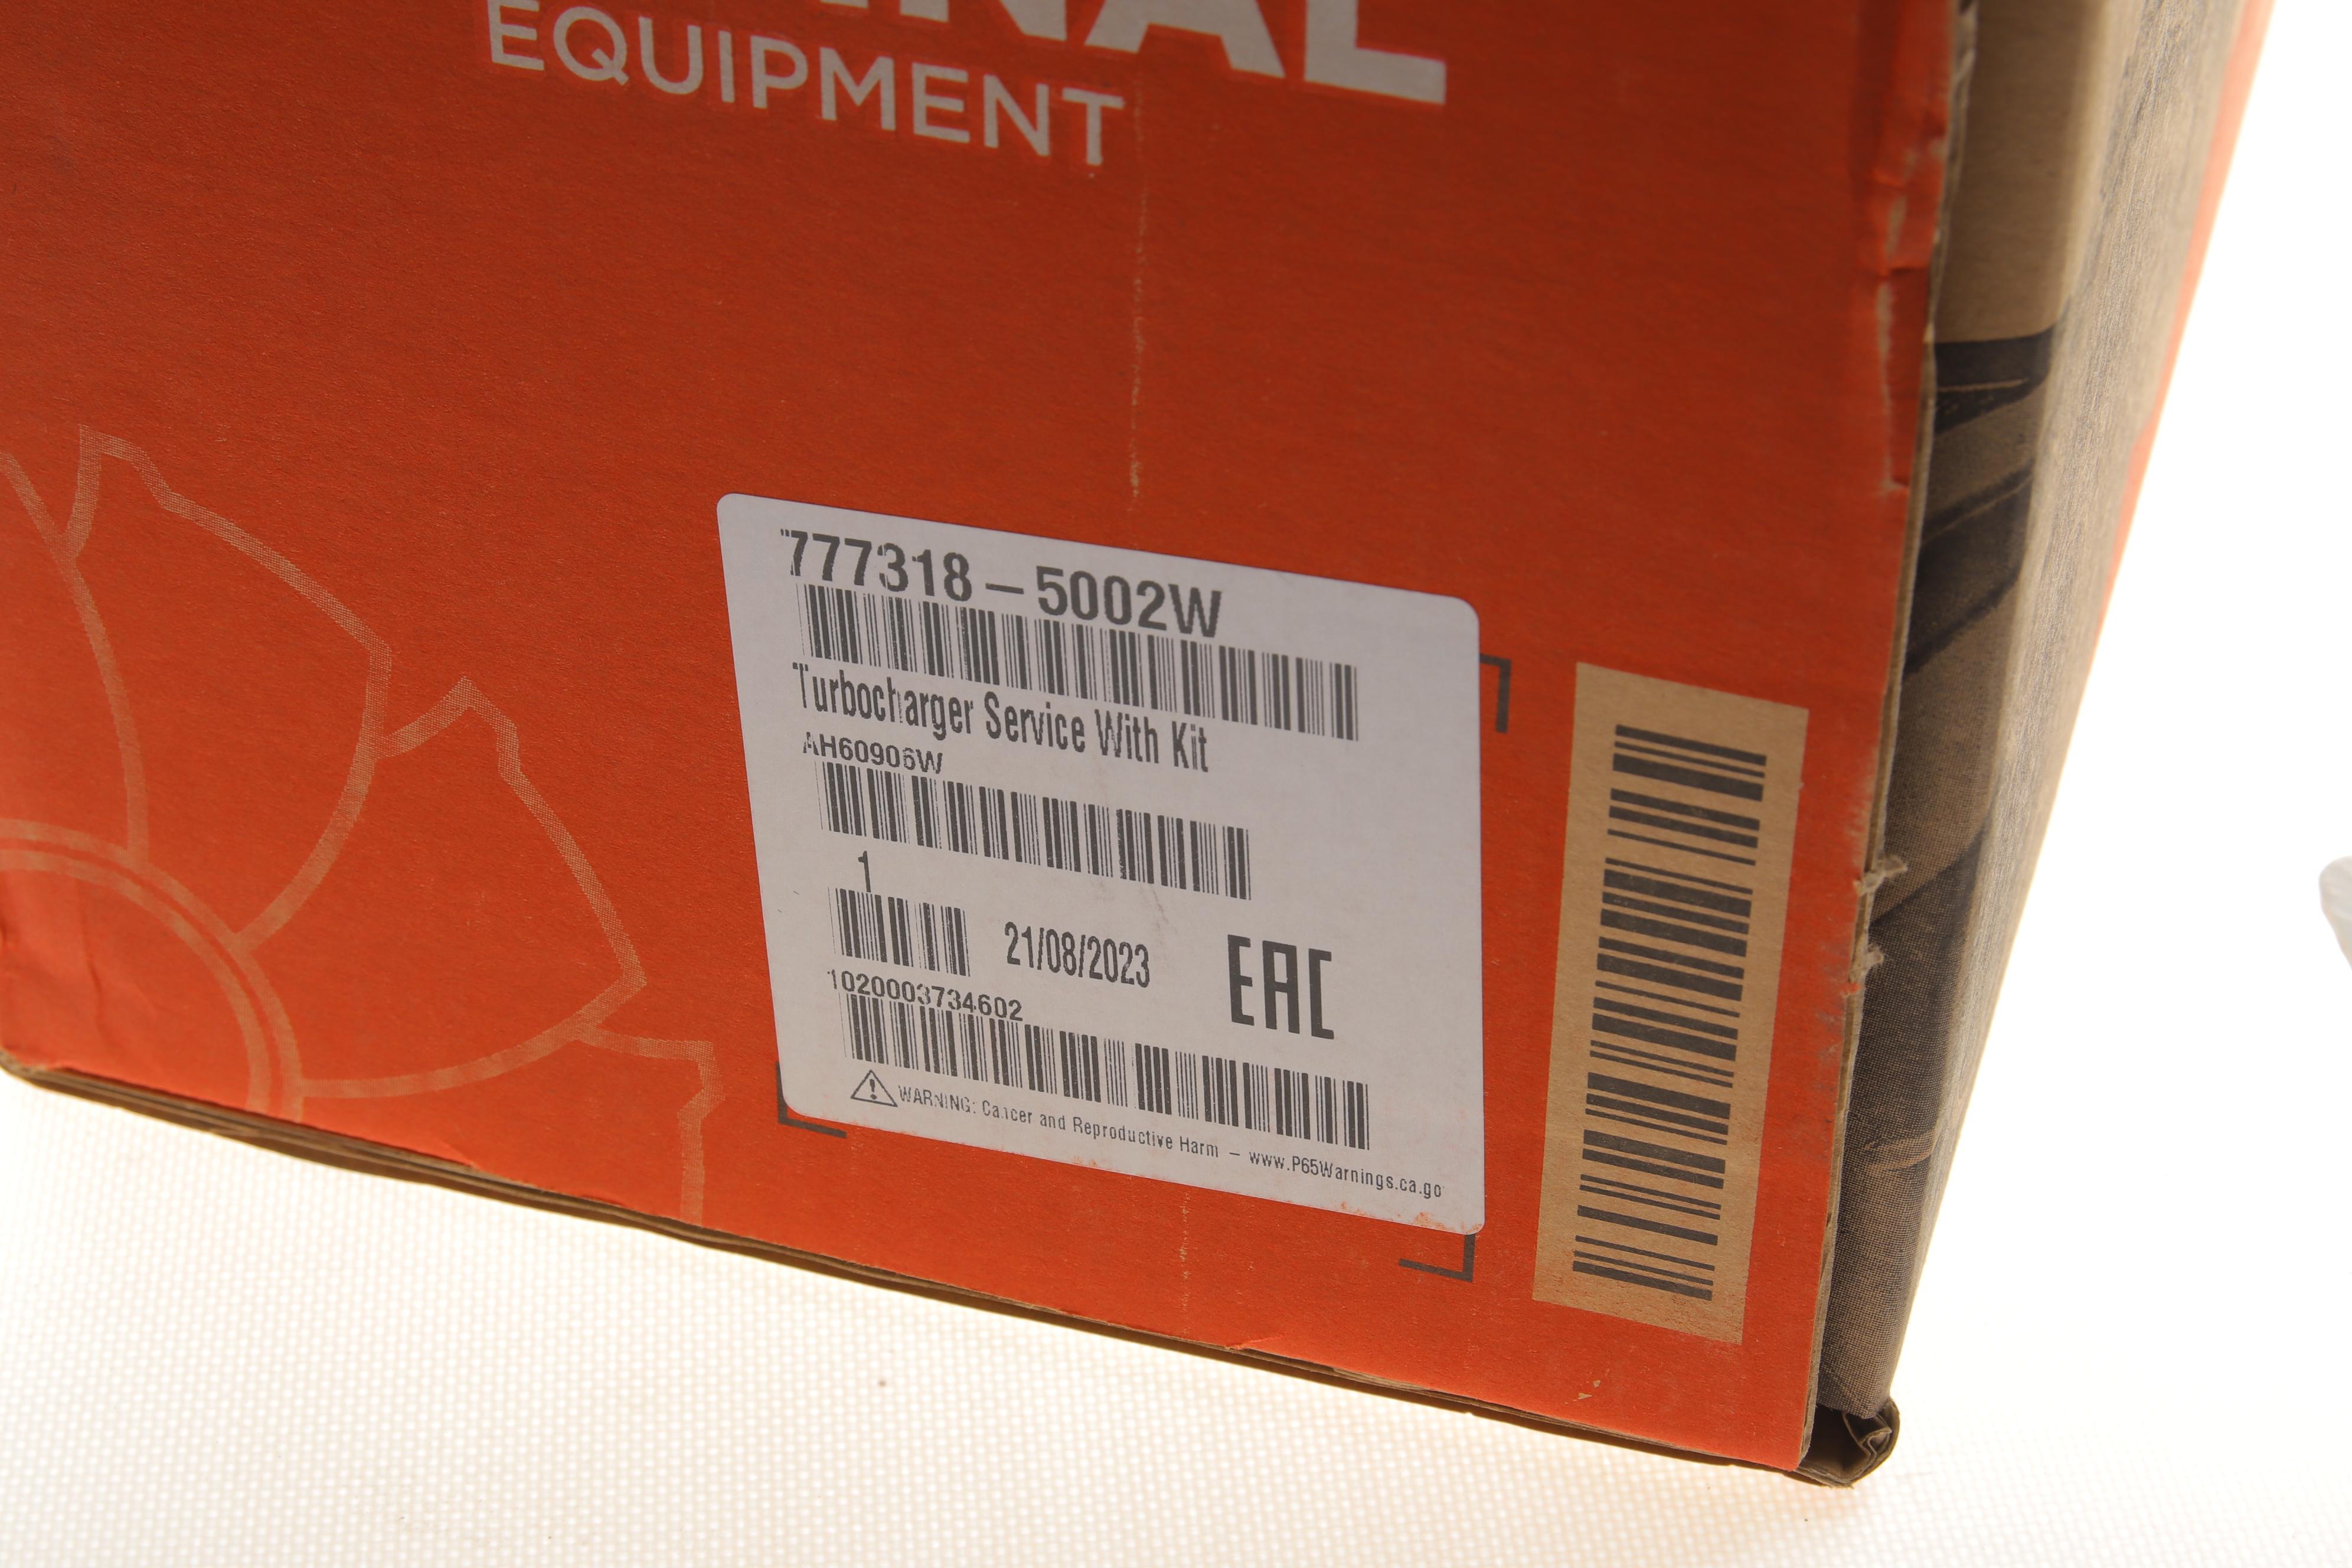 INAL
EQUIPMENT
777318-5002W
Turbocharger Service With Kit
AH60906W
1
21/08/2023
EAC
1020003734602
WARNING: Cancer and Reproductive Harm - www.P65Warnings.ca.go